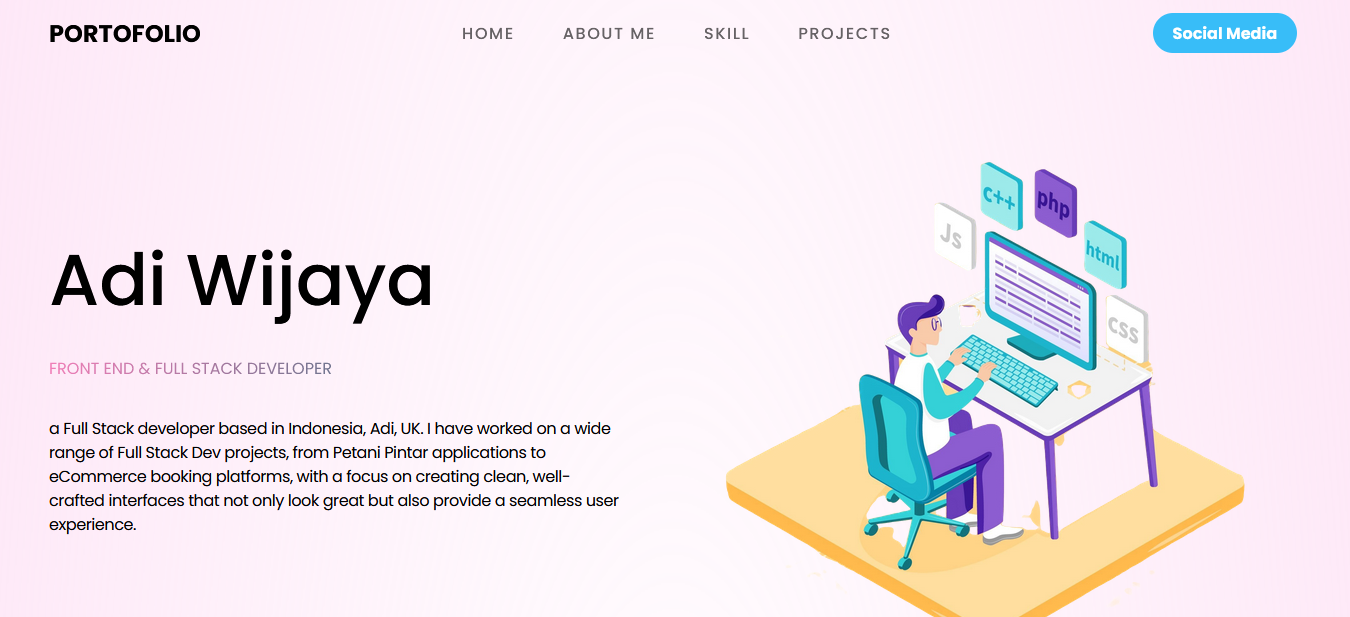 PORTOFOLIO
HOME ABOUT ME SKILL PROJECTS
Social Media
Adi Wijaya
FRONT END & FULL STACK DEVELOPER
a Full Stack developer based in Indonesia, Adi, UK. I have worked on a wide
range of Full Stack Dev projects, from Petani Pintar applications to
eCommerce booking platforms, with a focus on creating clean, well-
crafted interfaces that not only look great but also provide a seamless user
experience.
Js
c++
php
html
css